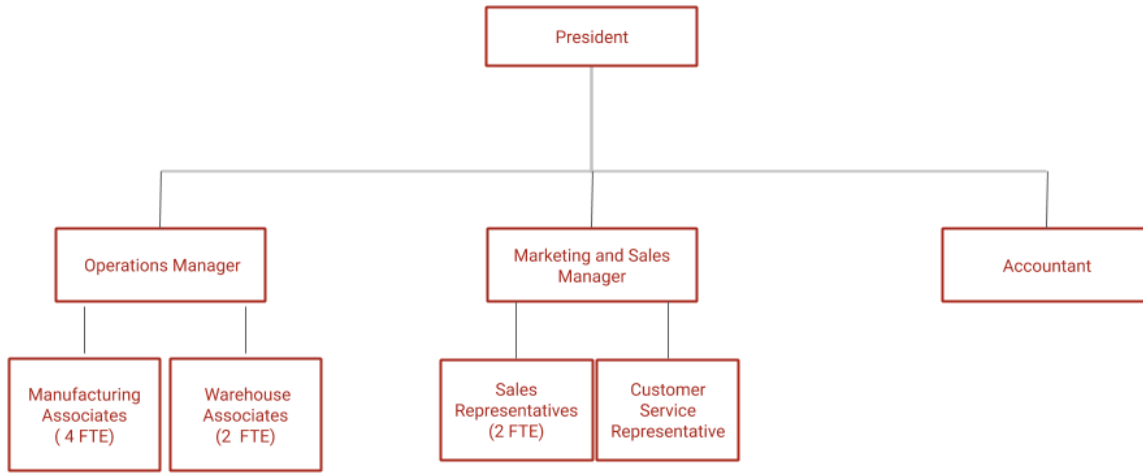 President
Operations Manager
Marketing and Sales
Manager
Accountant
Manufacturing
Associates
( 4 FTE)
Warehouse
Associates
(2  FTE)
Sales
Representatives
(2 FTE)
Customer
Service
Representative